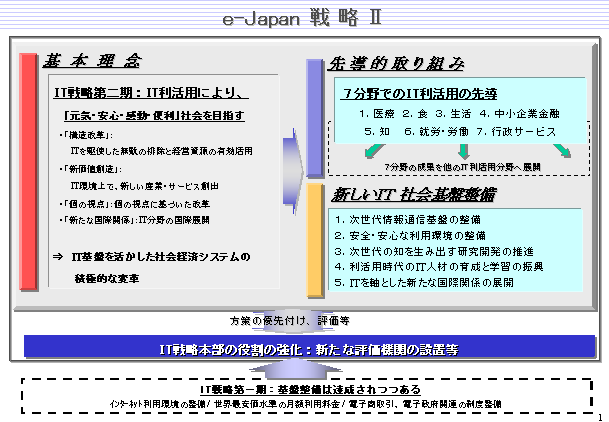 e-Japan 戦略Ⅱ
基本理念
IT戦略第二期：IT利活用により、
「元気・安心・感動・便利」社会を目指す
・「構造改革」：
ITを駆使した無駄の排除と経営資源の有効活用
・「新価値創造」：
IT環境上で、新しい産業・サービス創出
・「個の視点」：個の視点に基づいた改革
・「新たな国際関係」：IT分野の国際展開
⇒ IT基盤を活かした社会経済システムの
積極的な変革
先導的取り組み
7分野でのIT利活用の先導
1. 医療 2. 食 3. 生活 4. 中小企業金融
5. 知 6. 就労・労働 7. 行政サービス
7分野の成果を他のIT利活用分野へ展開
新しいIT社会基盤整備
1. 次世代情報通信基盤の整備
2. 安全・安心な利用環境の整備
3. 次世代の知を生み出す研究開発の推進
4. 利活用時代のIT人材の育成と学習の振興
5. ITを軸とした新たな国際関係の展開
方策の優先付け、評価等
IT戦略本部の役割の強化：新たな評価機関の設置等
IT戦略第一期：基盤整備は達成されつつある
インターネット利用環境の整備 / 世界最安価水準の月額利用料金 / 電子商取引、電子政府関連の制度整備
1